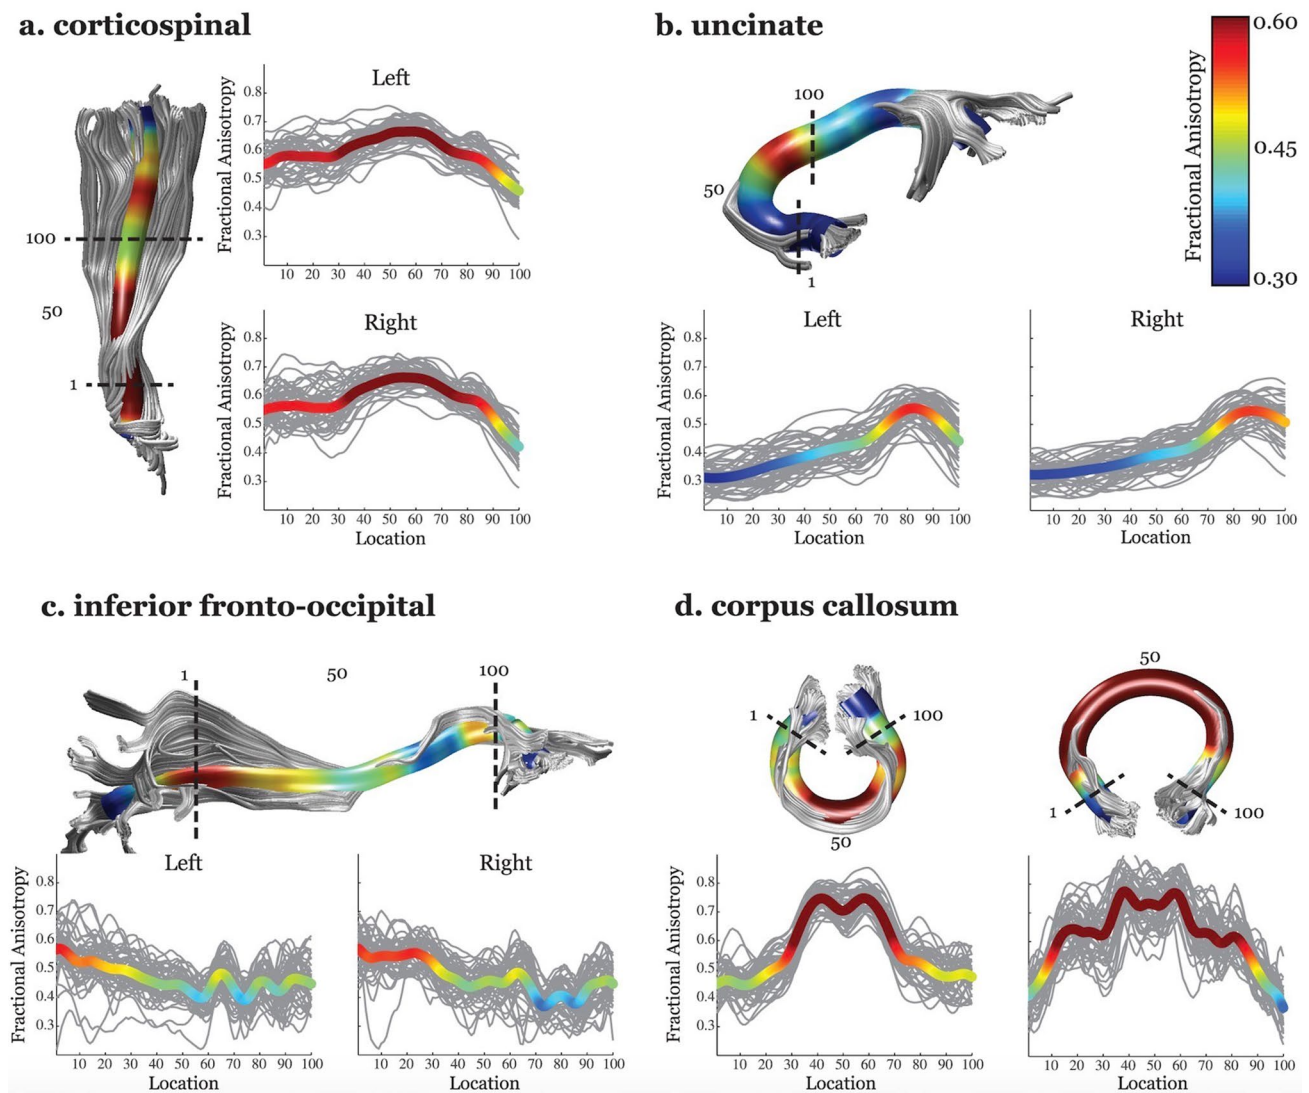 a. corticospinal
100
50
1
Left
Fractional Anisotropy
0.8
0.7
0.6
0.5
0.4
0.3
10 20 30 40 50 60 70 80 90 100
Right
Fractional Anisotropy
0.8
0.7
0.6
0.5
0.4
0.3
10 20 30 40 50 60 70 80 90 100
Location
b. uncinate
100
50
1
Fractional Anisotropy
0.60
0.45
0.30
Left
Fractional Anisotropy
0.8
0.7
0.6
0.5
0.4
0.3
10 20 30 40 50 60 70 80 90 100
Location
Right
10 20 30 40 50 60 70 80 90 100
Location
c. inferior fronto-occipital
1 50 100
Left
Fractional Anisotropy
0.8
0.7
0.6
0.5
0.4
0.3
10 20 30 40 50 60 70 80 90 100
Location
Right
10 20 30 40 50 60 70 80 90 100
Location
d. corpus callosum
1 100
50
50
1 100
Fractional Anisotropy
0.8
0.7
0.6
0.5
0.4
0.3
10 20 30 40 50 60 70 80 90 100
Location
10 20 30 40 50 60 70 80 90 100
Location